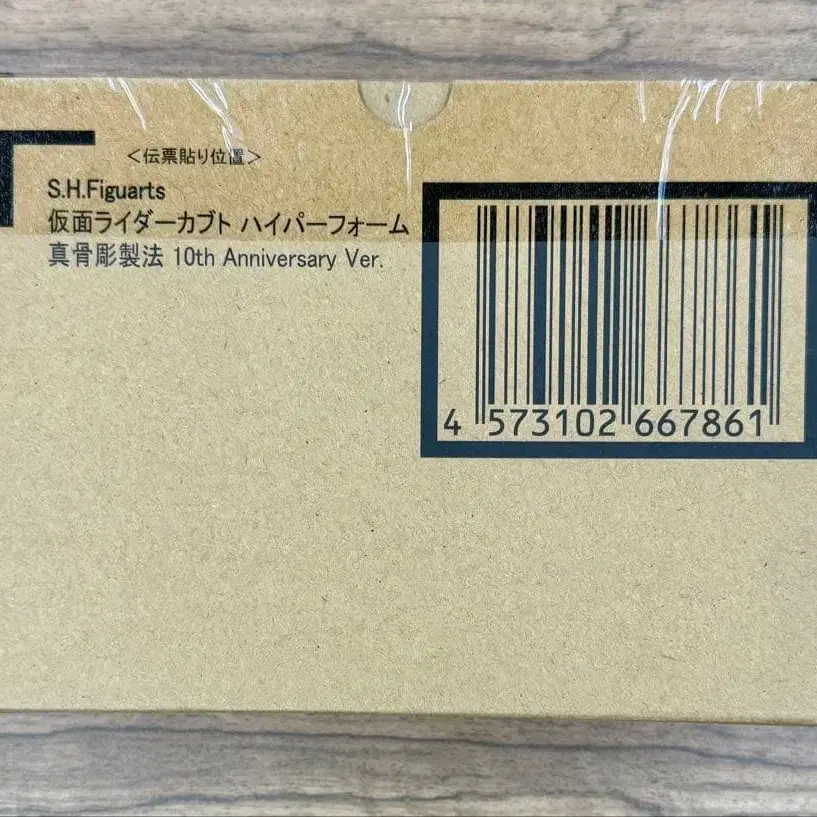 <伝票貼り位置>
S.H.Figuarts
仮面ライダーカブト ハイパーフォーム
真骨彫製法 10th Anniversary Ver.
4 573102 667861